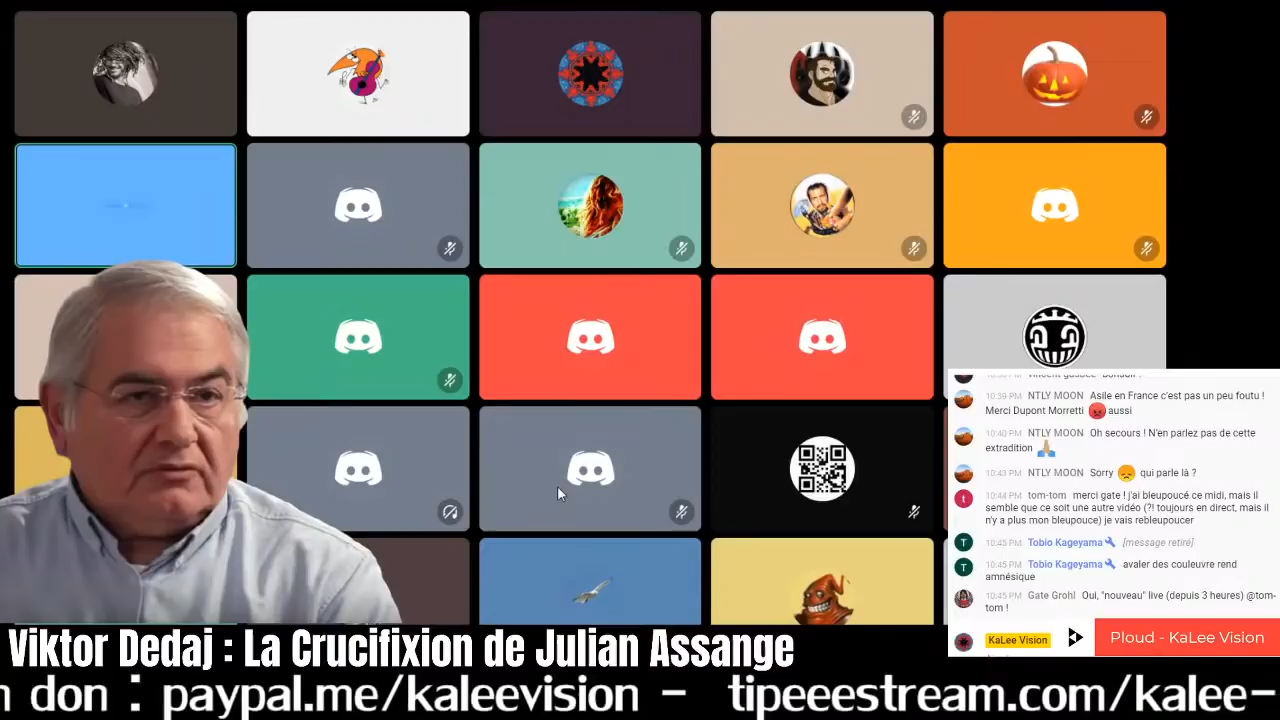 10:39 PM NTLY MOON Asile en France c'est pas un peu foutu !
Merci Dupont Morretti 😡 aussi
10:40 PM NTLY MOON Oh secours ! N'en parlez pas de cette
extradition 🙏🏼
10:43 PM NTLY MOON Sorry 😞 qui parle là ?
t 10:44 PM tom-tom merci gate ! j'ai bleupoucé ce midi, mais il
semble que ce soit une autre vidéo (?! toujours en direct, mais il
n'y a plus mon bleupouce) je vais rebleupoucer
T 10:45 PM Tobio Kageyama [message retiré]
T 10:45 PM Tobio Kageyama avaler des couleuvre rend
amnésique
10:45 PM Gate Grohl Oui, "nouveau" live (depuis 3 heures) @tom-
tom !
KaLee Vision
Ploud - KaLee Vision
Viktor Dedaj : La Crucifixion de Julian Assange
n don : paypal.me/kaleevision - tipeeestream.com/kalee-